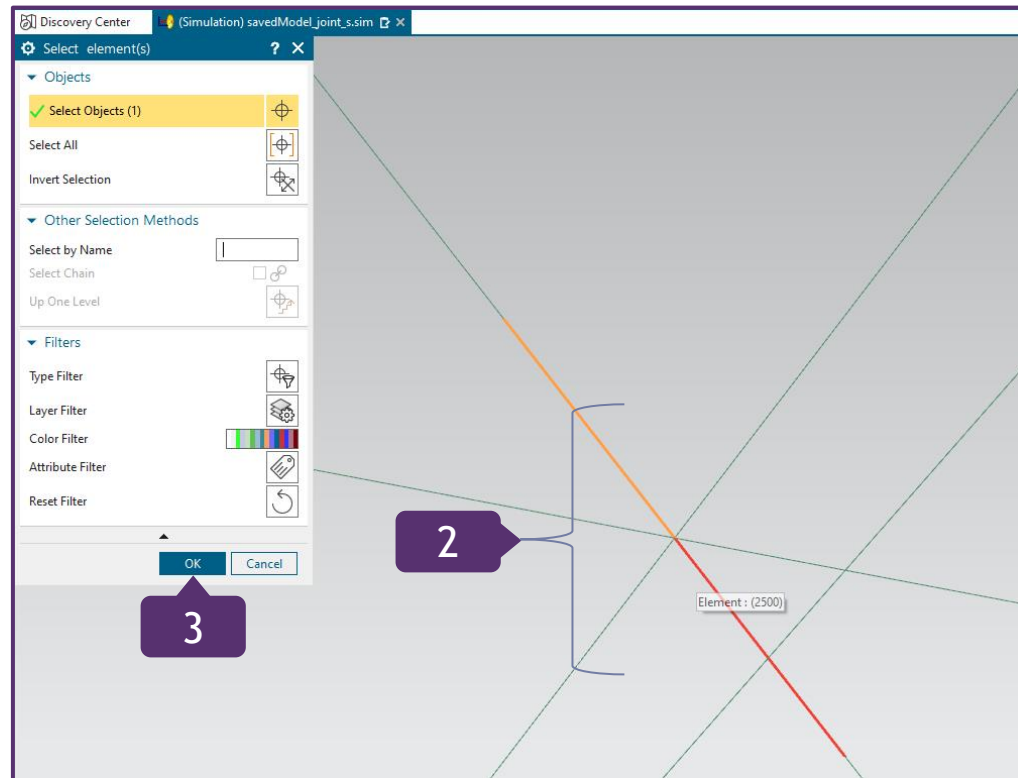 Discovery Center (Simulation) savedModel_joint_s.sim
Select element(s) ?
Objects
Select Objects (1)
Select All
Invert Selection
Other Selection Methods
Select by Name
Select Chain
Up One Level
Filters
Type Filter
Layer Filter
Color Filter
Attribute Filter
Reset Filter
OK Cancel
2
3
Element : (2500)